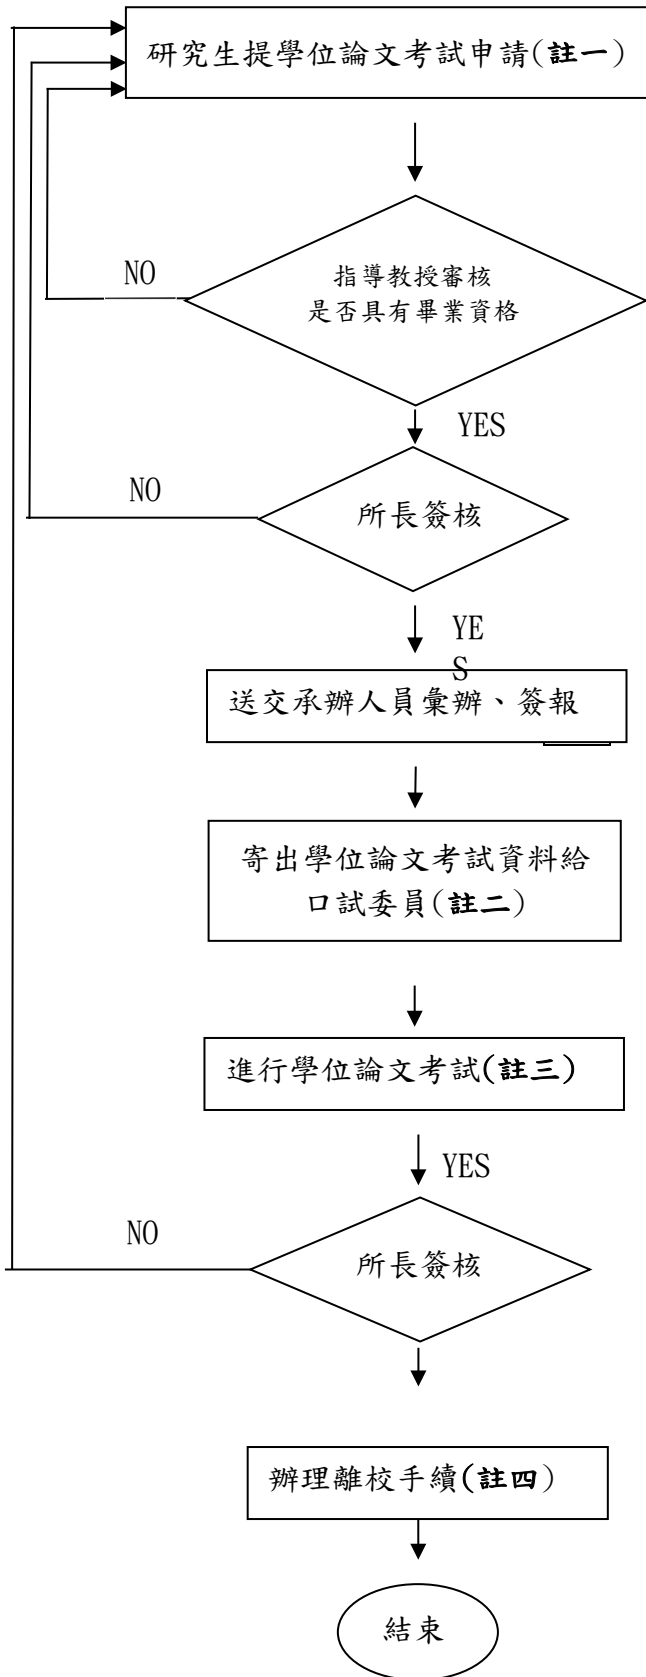 研究生提學位論文考試申請(註一)
NO
指導教授審核
是否具有畢業資格
YES
NO
所長簽核
YE
S
送交承辦人員彙辦、簽報
寄出學位論文考試資料給
口試委員(註二)
進行學位論文考試(註三)
YES
NO
所長簽核
辦理離校手續(註四)
結束